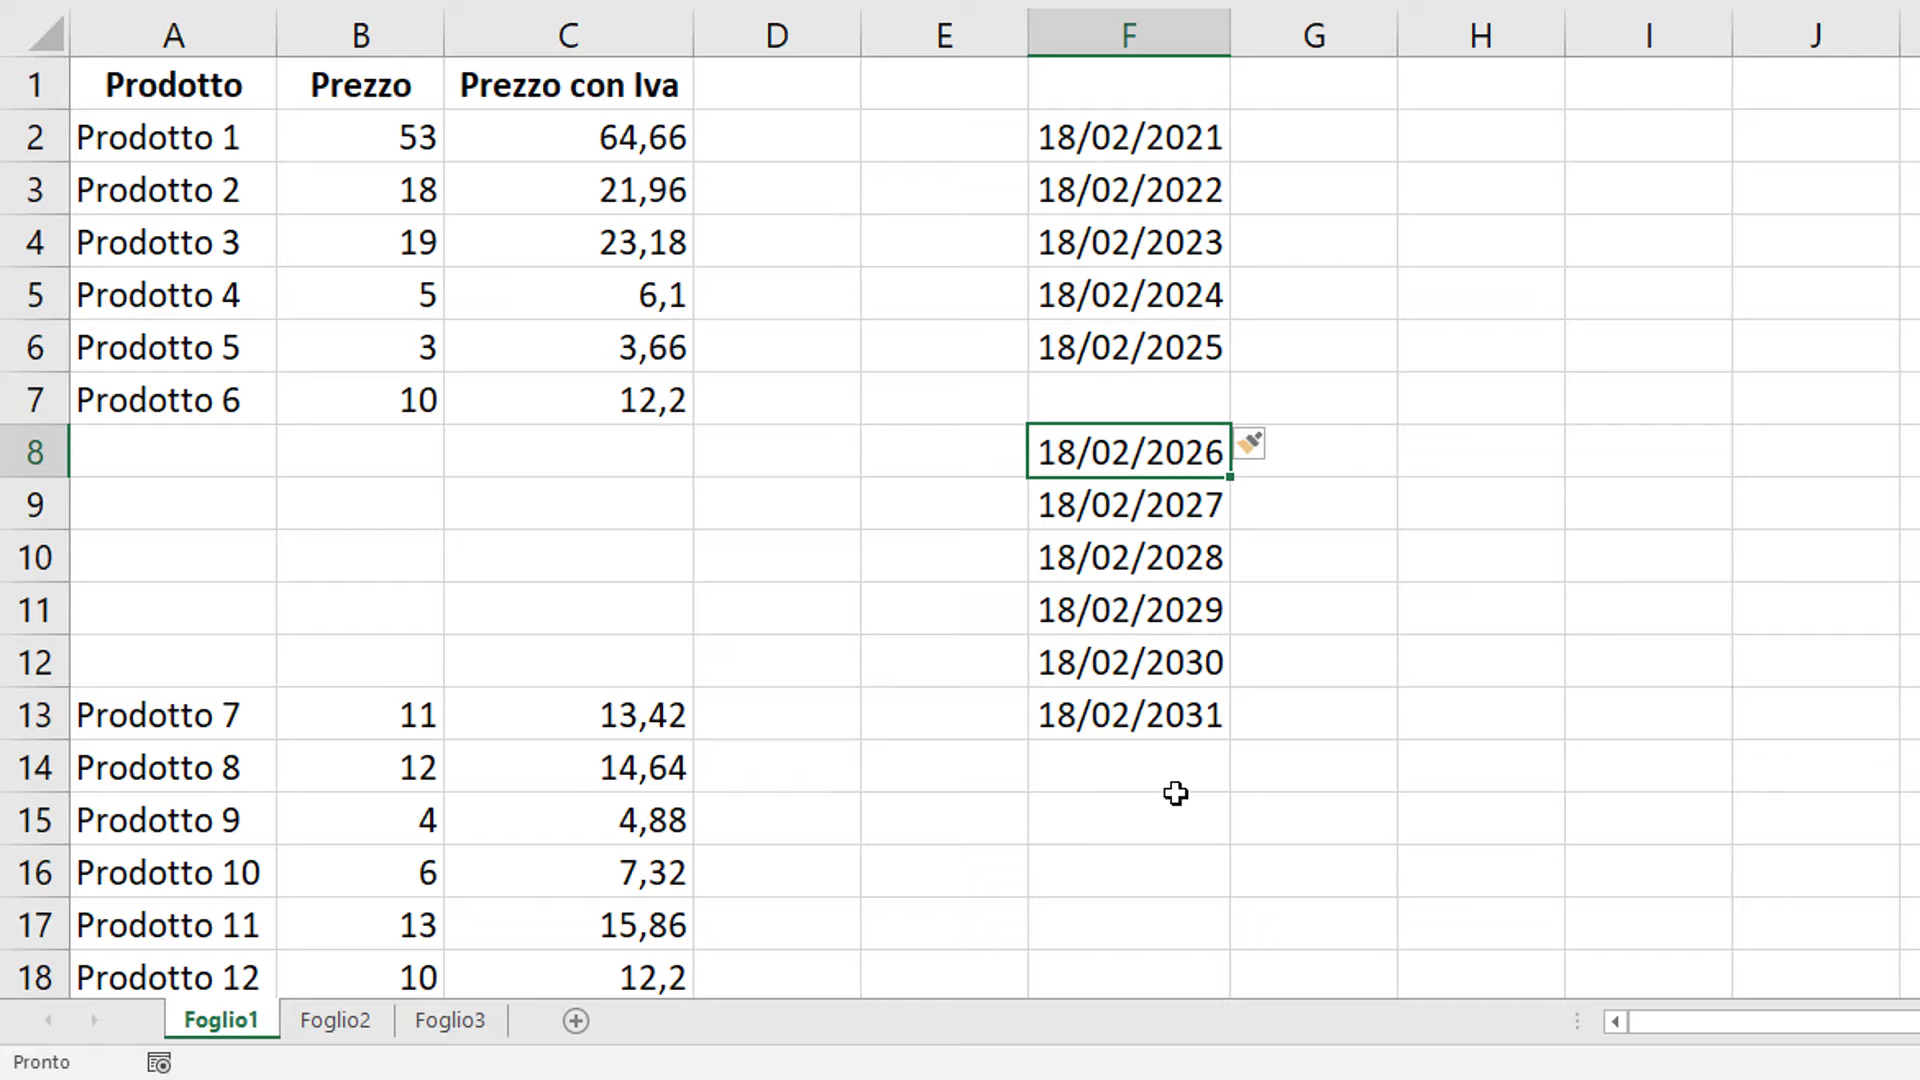 A B C D E F G H I J
1 Prodotto Prezzo Prezzo con Iva
2 Prodotto 1 53 64,66 18/02/2021
3 Prodotto 2 18 21,96 18/02/2022
4 Prodotto 3 19 23,18 18/02/2023
5 Prodotto 4 5 6,1 18/02/2024
6 Prodotto 5 3 3,66 18/02/2025
7 Prodotto 6 10 12,2
8 18/02/2026
9 18/02/2027
10 18/02/2028
11 18/02/2029
12 18/02/2030
13 Prodotto 7 11 13,42 18/02/2031
14 Prodotto 8 12 14,64
15 Prodotto 9 4 4,88
16 Prodotto 10 6 7,32
17 Prodotto 11 13 15,86
18 Prodotto 12 10 12,2
Foglio1 Foglio2 Foglio3
Pronto